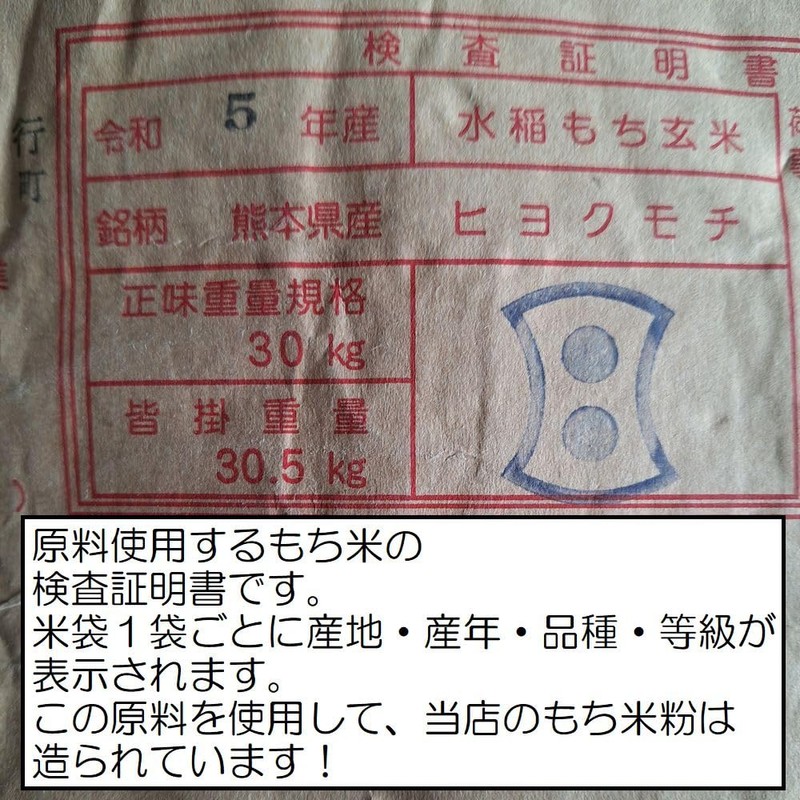 検査証明書
令和 5 年産 水稲もち玄米
銘柄 熊本県産 ヒヨクモチ
正味重量規格
30 kg
皆掛重量
30.5 kg
行
町
原料使用するもち米の
検査証明書です。
米袋１袋ごとに産地・産年・品種・等級が
表示されます。
この原料を使用して、当店のもち米粉は
造られています！